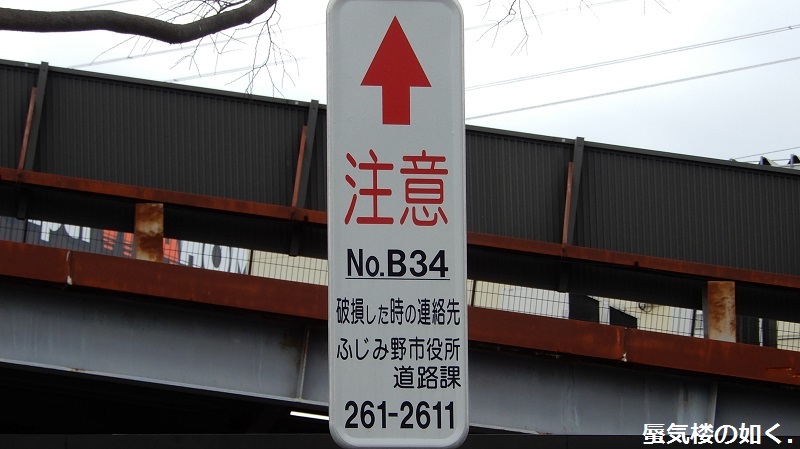 注意
No.B34
破損した時の連絡先
ふじみ野市役所
道路課
261-2611
蜃気楼の如く.